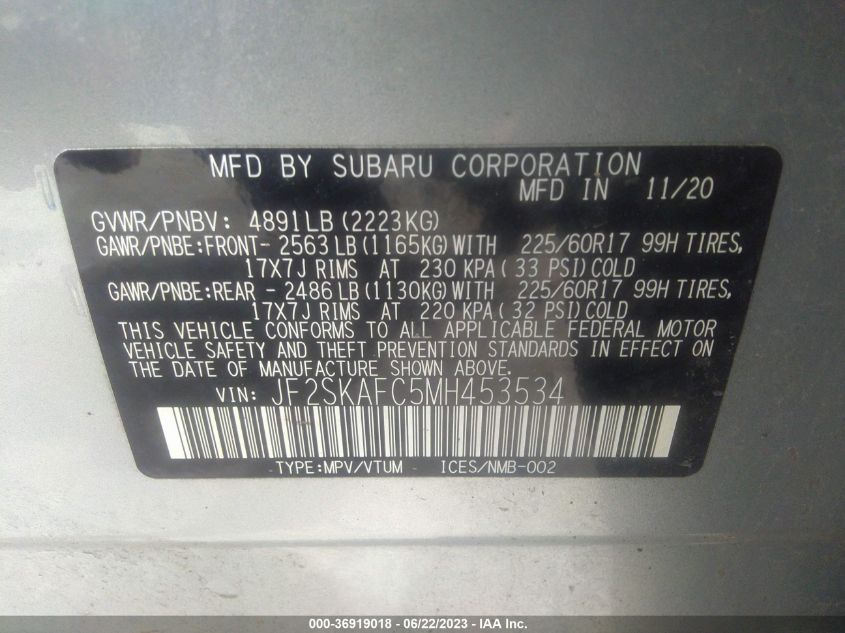 MFD BY SUBARU CORPORATION
MFD IN 11/20
GVWR/PNBV: 4891LB (2223KG)
GAWR/PNBE:FRONT- 2563LB (1165KG) WITH 225/60R17 99H TIRES,
17X7J RIMS AT 230 KPA (33 PSI) COLD
GAWR/PNBE:REAR - 2486LB (1130KG) WITH 225/60R17 99H TIRES,
17X7J RIMS AT 220 KPA (32 PSI) COLD
THIS VEHICLE CONFORMS TO ALL APPLICABLE FEDERAL MOTOR
VEHICLE SAFETY AND THEFT PREVENTION STANDARDS IN EFFECT ON
THE DATE OF MANUFACTURE SHOWN ABOVE.
VIN: JF2SKAFC5MH453534
TYPE:MPV/VTUM ICES/NMB-002
000-36919018 - 06/22/2023 - IAA Inc.